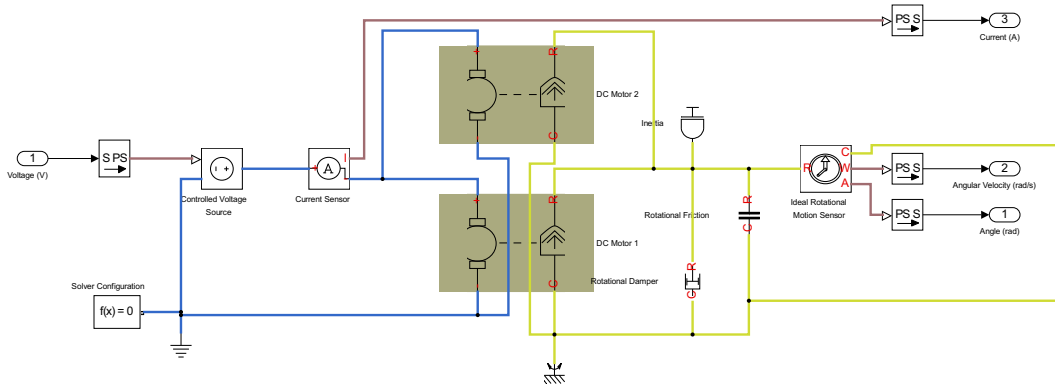 PS S
3
Current (A)
+
R
DC Motor 2
C
Inertia
1
Voltage (V)
S PS
- +
Controlled Voltage
Source
+
A
I
-
Current Sensor
R
C
W
A
Ideal Rotational
Motion Sensor
PS S
2
Angular Velocity (rad/s)
PS S
1
Angle (rad)
+
R
DC Motor 1
C
Rotational Friction
R
C
Rotational Damper
R
C
Solver Configuration
f(x) = 0